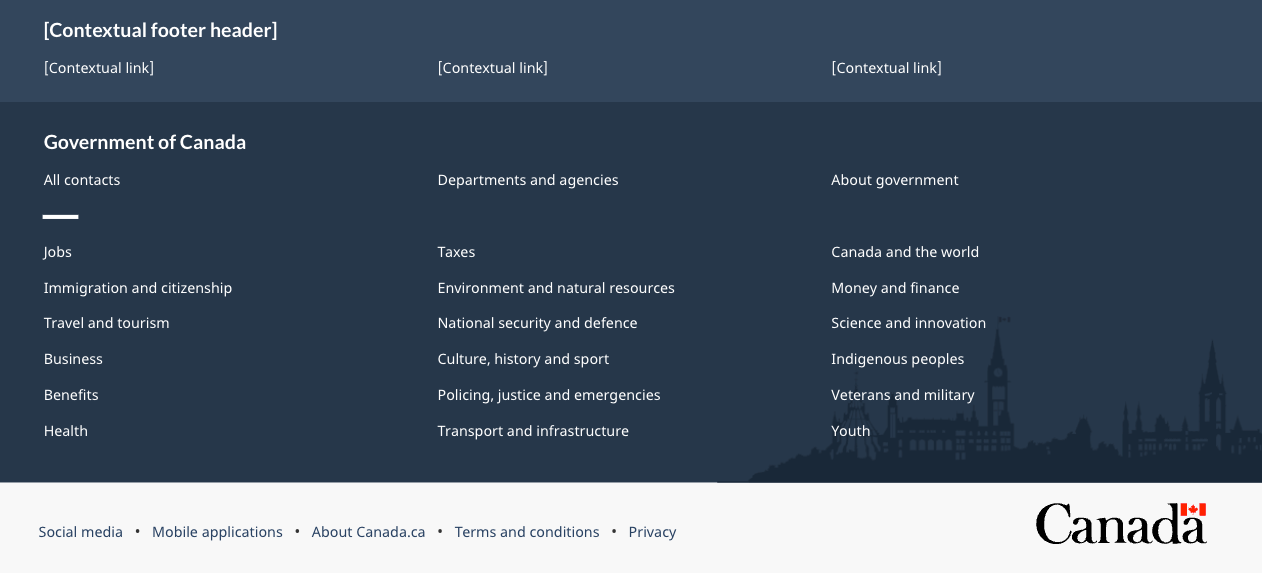 [Contextual footer header]
[Contextual link] [Contextual link] [Contextual link]
Government of Canada
All contacts Departments and agencies About government
Jobs Taxes Canada and the world
Immigration and citizenship Environment and natural resources Money and finance
Travel and tourism National security and defence Science and innovation
Business Culture, history and sport Indigenous peoples
Benefits Policing, justice and emergencies Veterans and military
Health Transport and infrastructure Youth
Social media • Mobile applications • About Canada.ca • Terms and conditions • Privacy
Canada